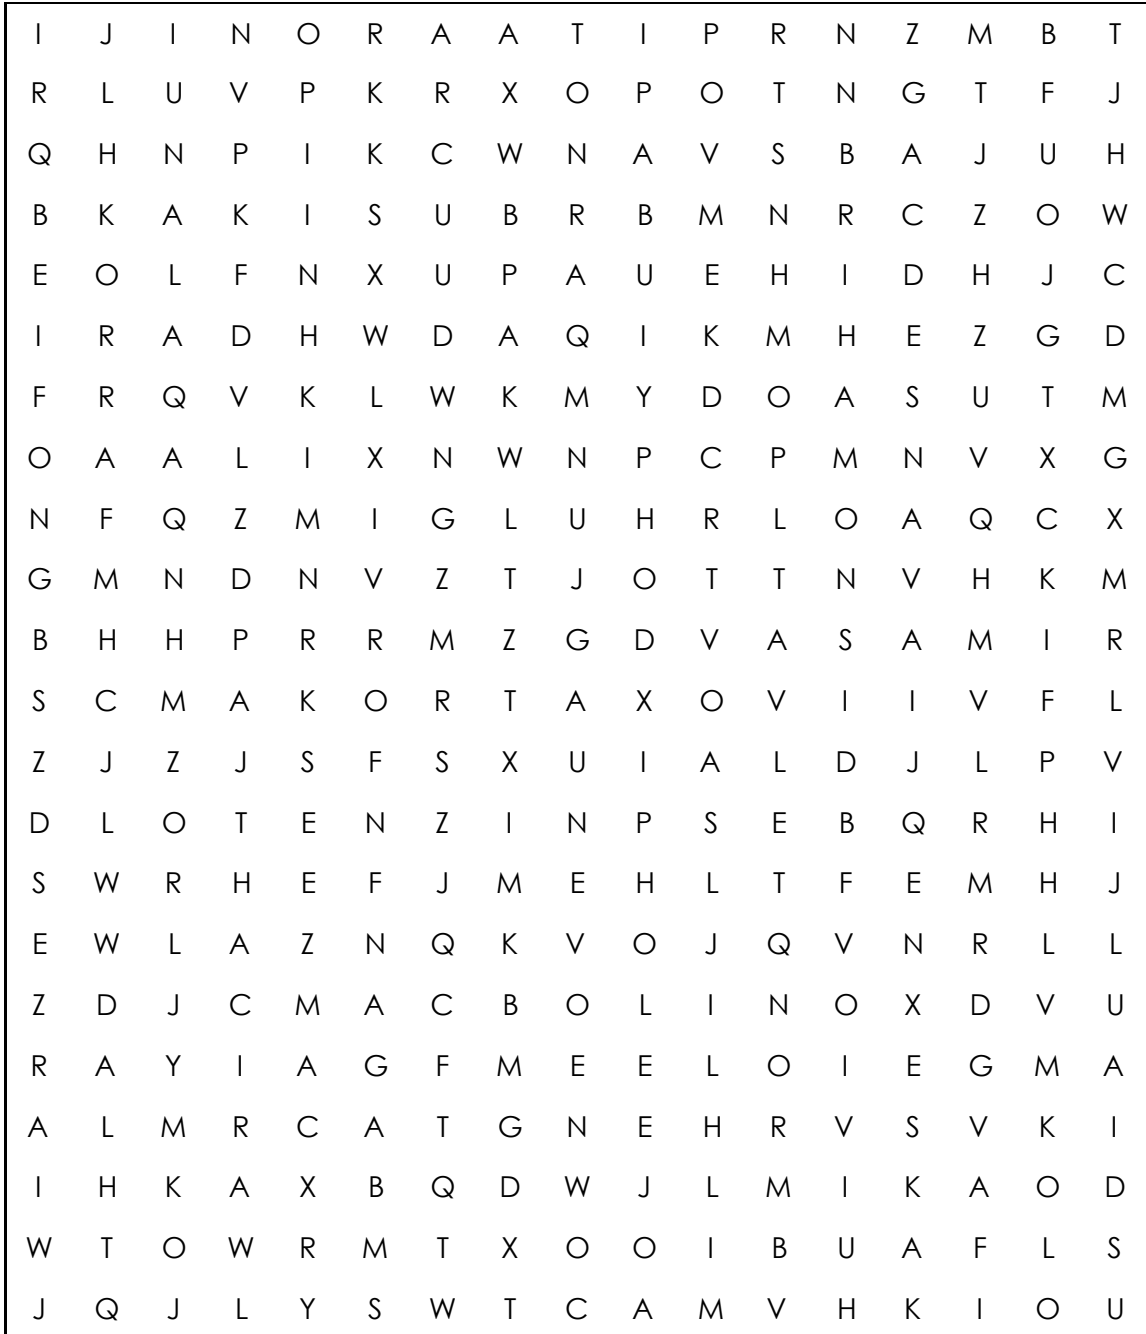 I J I N O R A A T I P R N Z M B T
R L U V P K R X O P O T N G T F J
Q H N P I K C W N A V S B A J U H
B K A K I S U B R B M N R C Z O W
E O L F N X U P A U E H I D H J C
I R A D H W D A Q I K M H E Z G D
F R Q V K L W K M Y D O A S U T M
O A A L I X N W N P C P M N V X G
N F Q Z M I G L U H R L O A Q C X
G M N D N V Z T J O T T N V H K M
B H H P R R M Z G D V A S A M I R
S C M A K O R T A X O V I I V F L
Z J Z J S F S X U I A L D J L P V
D L O T E N Z I N P S E B Q R H I
S W R H E F J M E H L T F E M H J
E W L A Z N Q K V O J Q V N R L L
Z D J C M A C B O L I N O X D V U
R A Y I A G F M E E L O I E G M A
A L M R C A T G N E H R V S V K I
I H K A X B Q D W J L M I K A O D
W T O W R M T X O O I B U A F L S
J Q J L Y S W T C A M V H K I O U